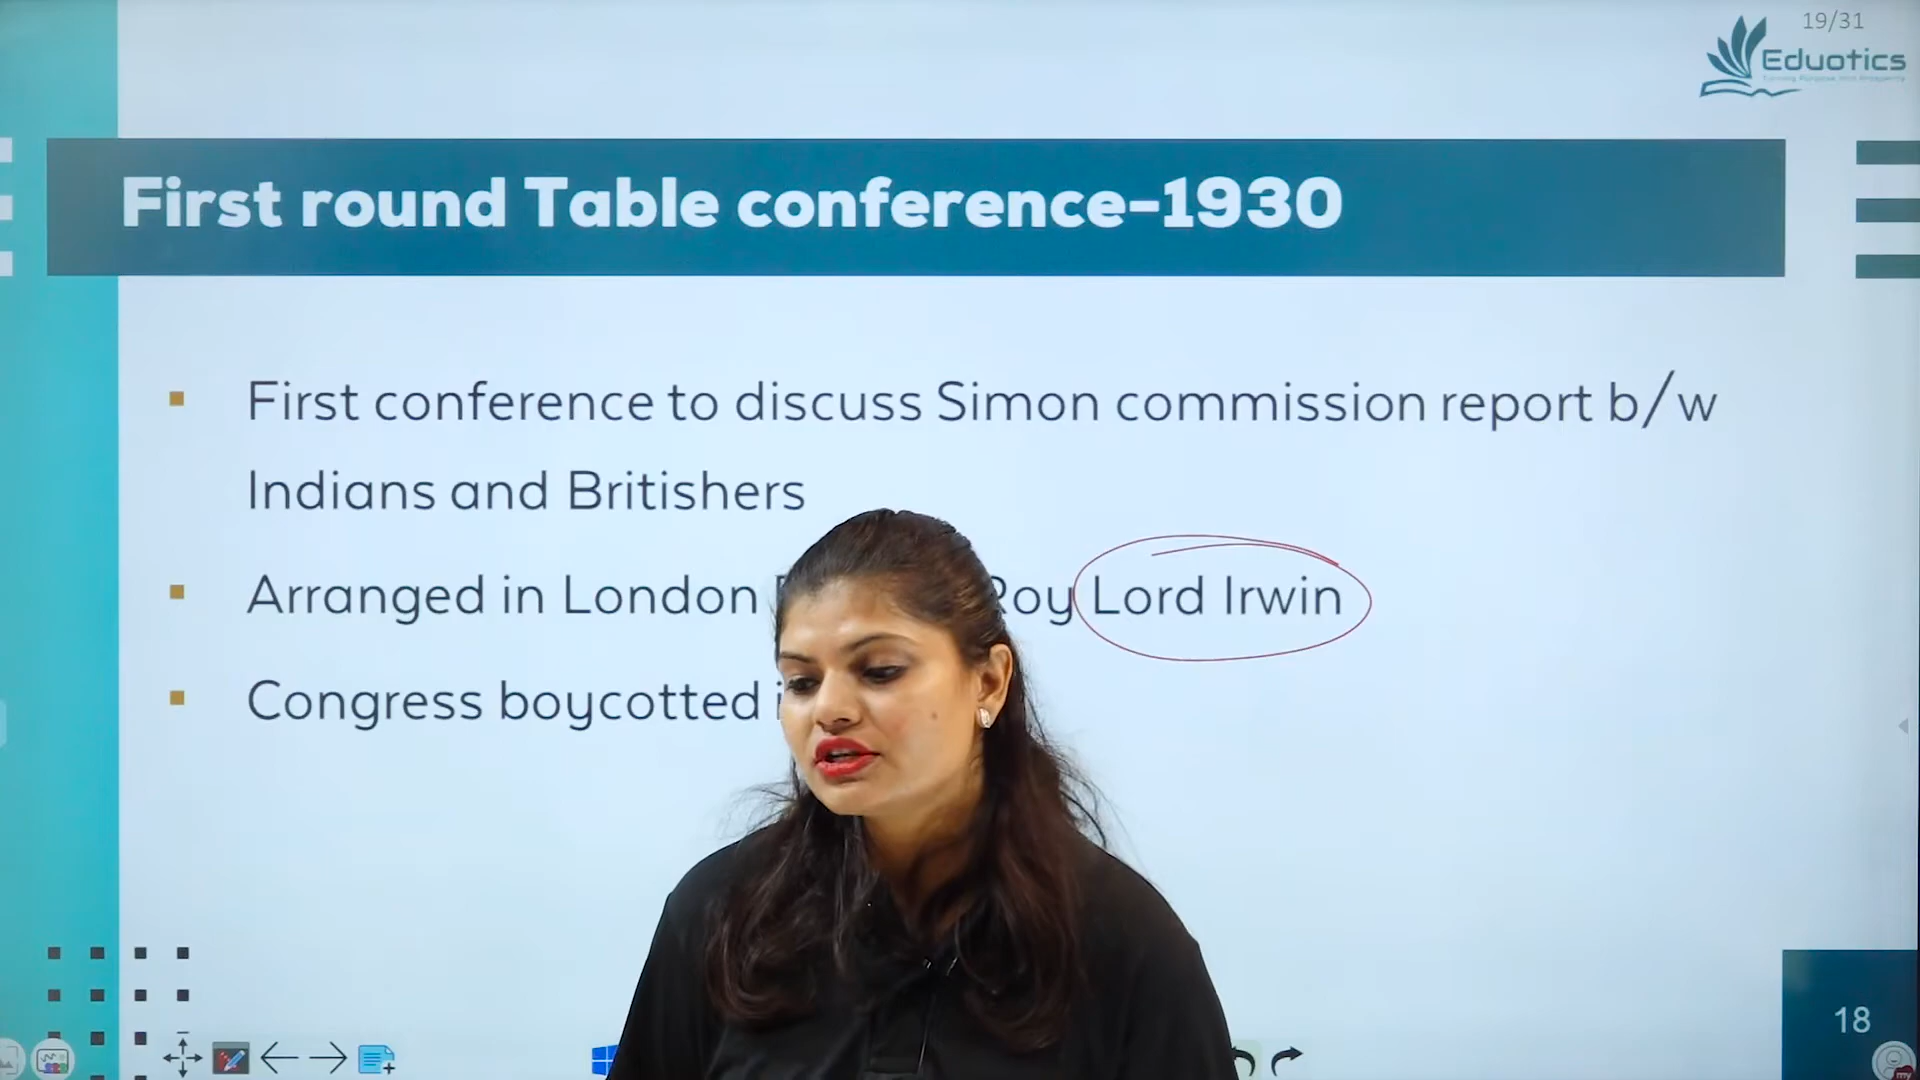 19/31
Eduotics
First round Table conference-1930
First conference to discuss Simon commission report b/w
Indians and Britishers
Arranged in London Roy Lord Irwin
Congress boycotted
18